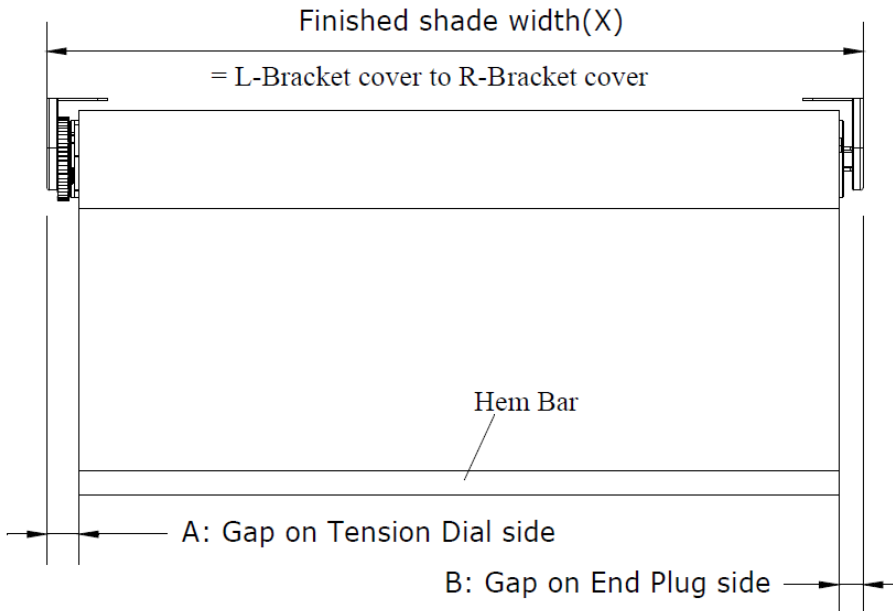 Finished shade width(X)
= L-Bracket cover to R-Bracket cover
Hem Bar
A: Gap on Tension Dial side
B: Gap on End Plug side